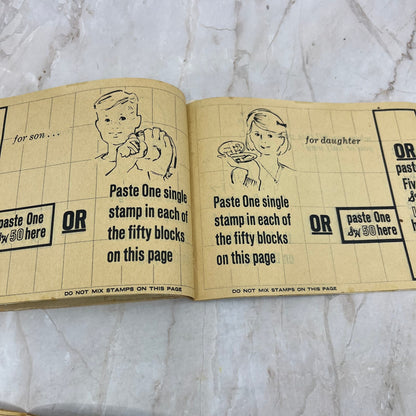 for son...
Paste One single
stamp in each of
the fifty blocks
on this page
paste One
S&H 50 here
OR
DO NOT MIX STAMPS ON THIS PAGE
for daughter
Paste One single
stamp in each of
the fifty blocks
on this page
OR
paste One
S&H 50 here
DO NOT MIX STAMPS ON THIS PAGE
OR
paste
Five